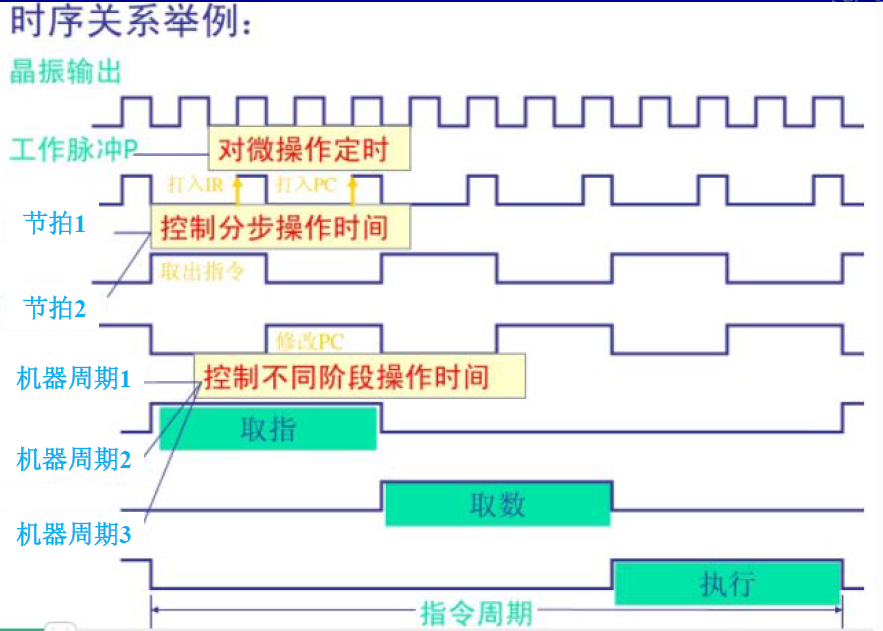 时序关系举例：
晶振输出
工作脉冲P
对微操作定时
打入IR
打入PC
节拍1
控制分步操作时间
取出指令
节拍2
修改PC
机器周期1
控制不同阶段操作时间
取指
机器周期2
取数
机器周期3
执行
指令周期